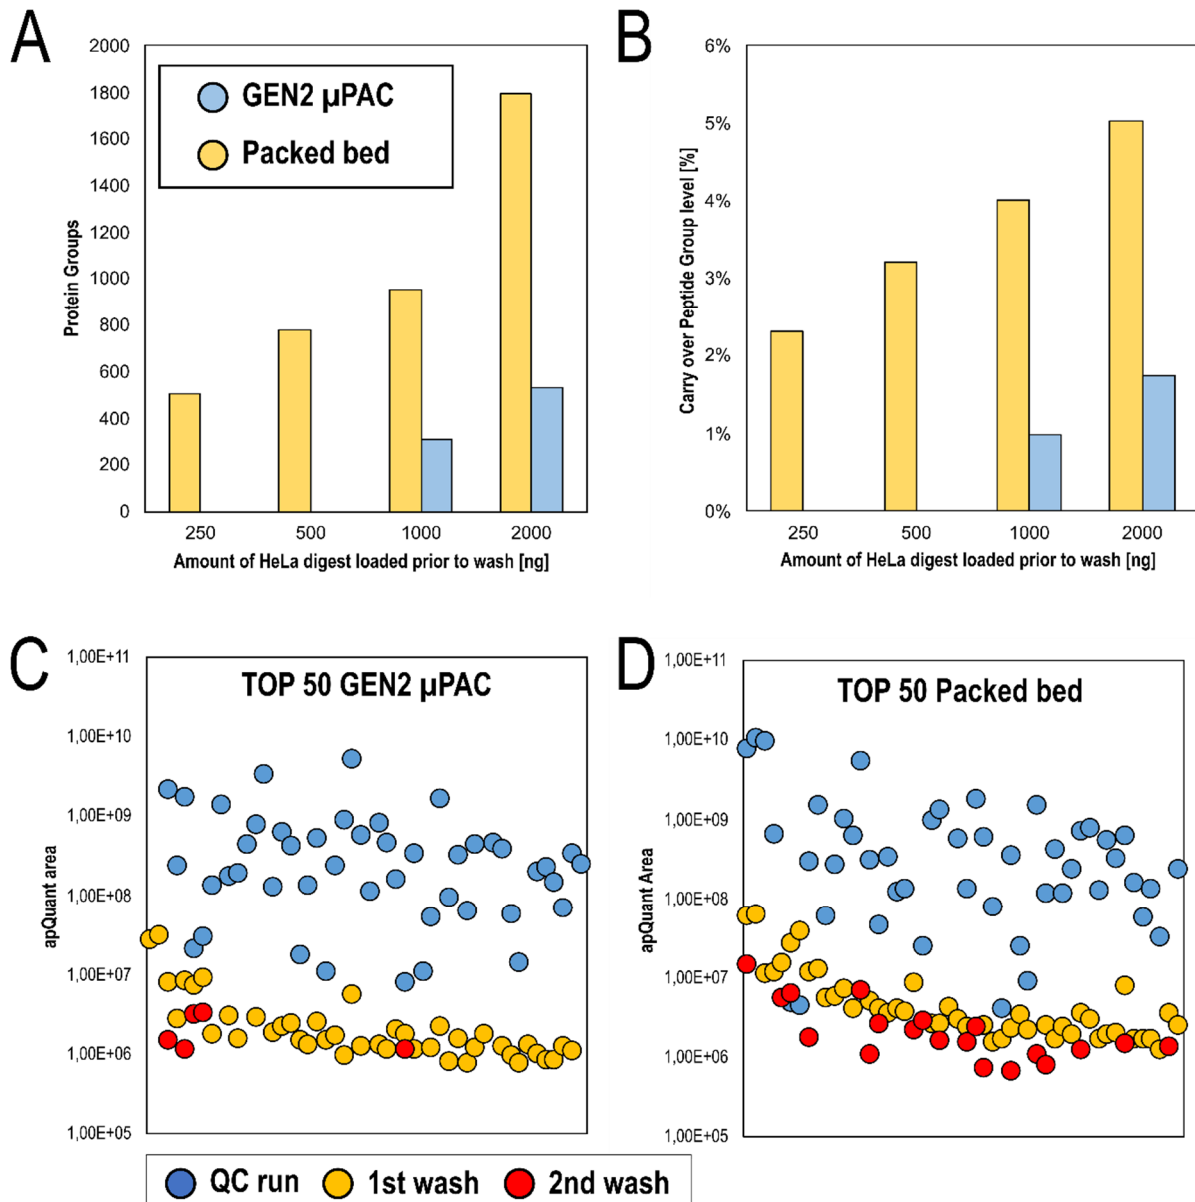 A
2000
1800
1600
1400
1200
1000
800
600
400
200
0
Protein Groups
GEN2 µPAC
Packed bed
250 500 1000 2000
Amount of HeLa digest loaded prior to wash [ng]
B
6%
5%
4%
3%
2%
1%
0%
Carry over Peptide Group level [%]
250 500 1000 2000
Amount of HeLa digest loaded prior to wash [ng]
C
1,00E+11
1,00E+10
1,00E+09
1,00E+08
1,00E+07
1,00E+06
1,00E+05
apQuant area
TOP 50 GEN2 µPAC
D
1,00E+11
1,00E+10
1,00E+09
1,00E+08
1,00E+07
1,00E+06
1,00E+05
apQuant Area
TOP 50 Packed bed
QC run 1st wash 2nd wash